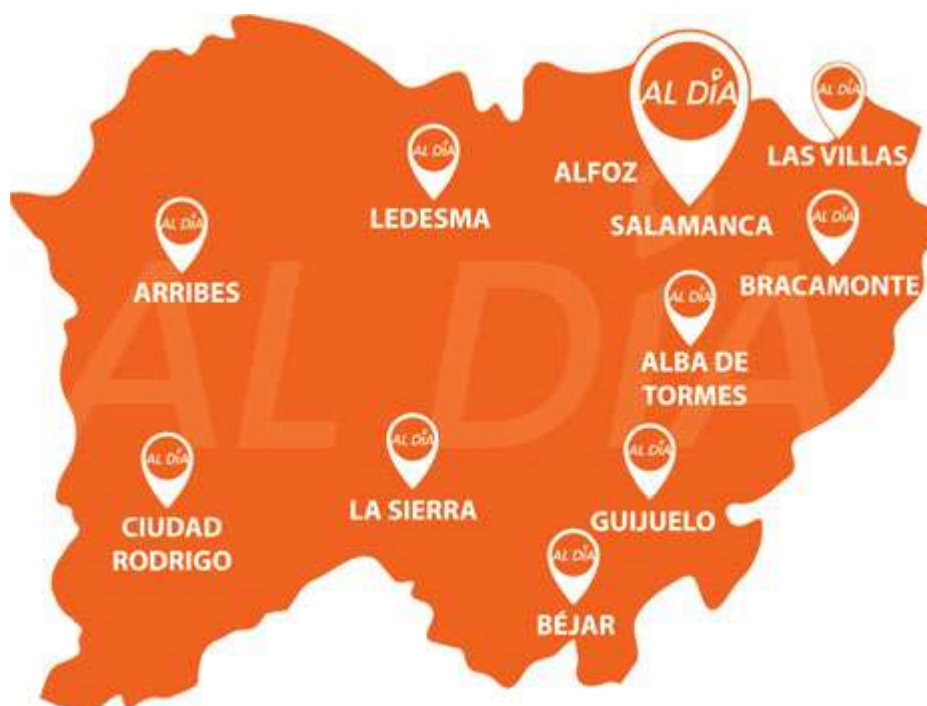 AL DÍA
AL DÍA
LAS VILLAS
AL DÍA
LEDESMA
ALFOZ
SALAMANCA
AL DÍA
ARRIBES
AL DÍA
BRACAMONTE
AL DÍA
ALBA DE
TORMES
AL DÍA
AL DÍA
CIUDAD
RODRIGO
AL DÍA
LA SIERRA
AL DÍA
GUIJUELO
AL DÍA
BÉJAR